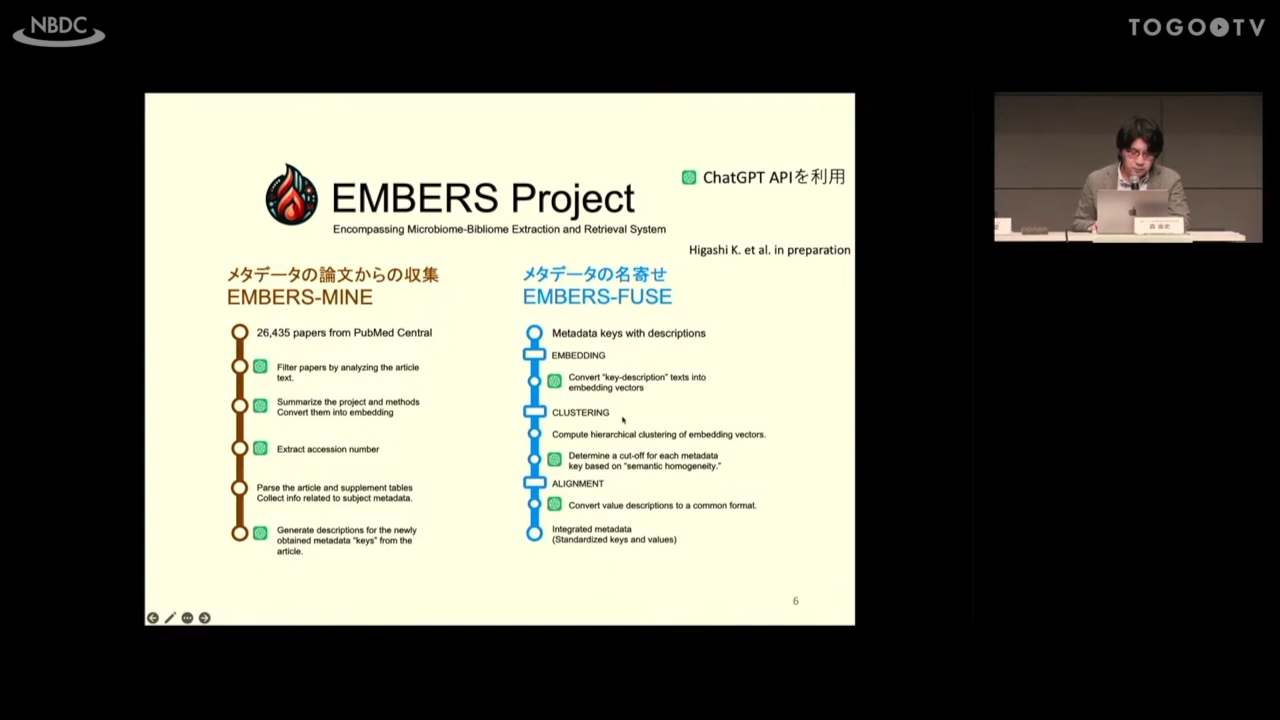 NBDC
TOGOTV
ChatGPT APIを利用
EMBERS Project
Encompassing Microbiome-Bibliome Extraction and Retrieval System
Higashi K. et al. in preparation
メタデータの論文からの収集
EMBERS-MINE
26,435 papers from PubMed Central
Filter papers by analyzing the article
text.
Summarize the project and methods
Convert them into embedding
Extract accession number
Parse the article and supplement tables
Collect info related to subject metadata.
Generate descriptions for the newly
obtained metadata "keys" from the
article.
メタデータの名寄せ
EMBERS-FUSE
Metadata keys with descriptions
EMBEDDING
Convert "key-description" texts into
embedding vectors
CLUSTERING
Compute hierarchical clustering of embedding vectors.
Determine a cut-off for each metadata
key based on "semantic homogeneity."
ALIGNMENT
Convert value descriptions to a common format.
Integrated metadata
(Standardized keys and values)
6